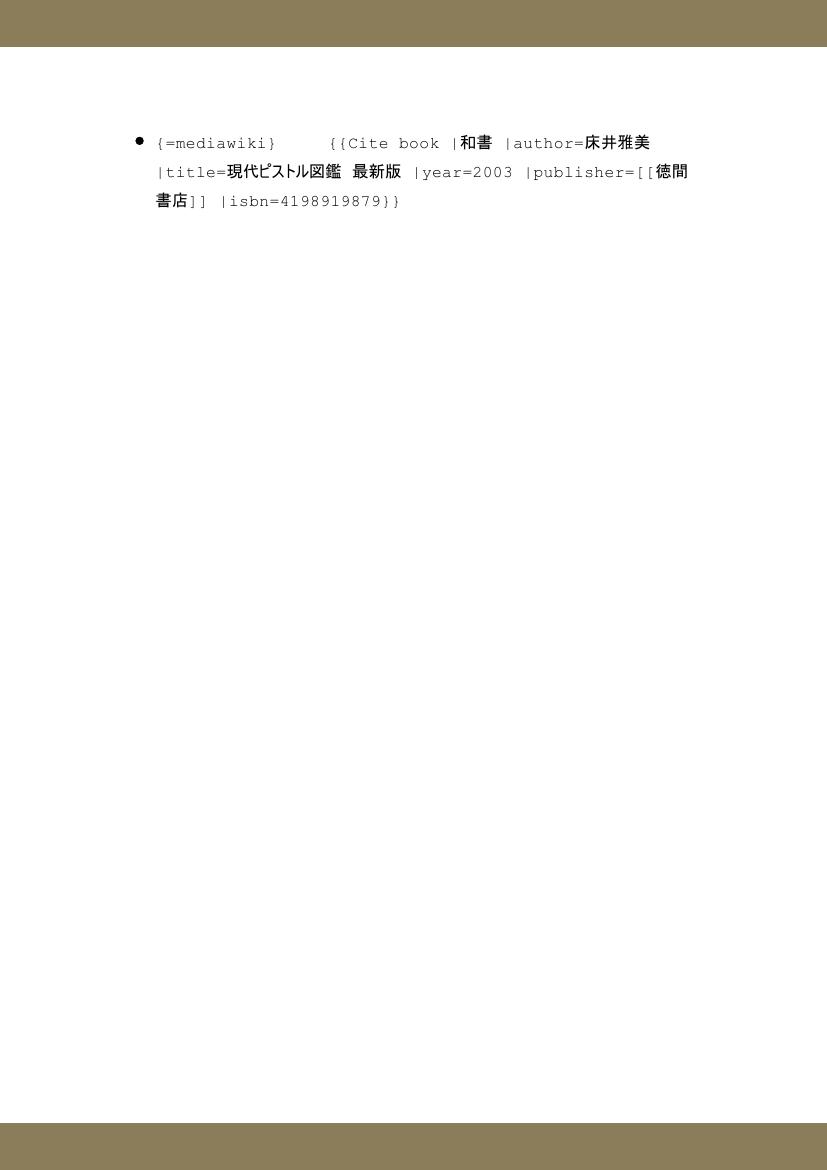 ● {=mediawiki} {{Cite book |和書 |author=床井雅美
|title=現代ピストル図鑑 最新版 |year=2003 |publisher=[[徳間
書店]] |isbn=4198919879}}